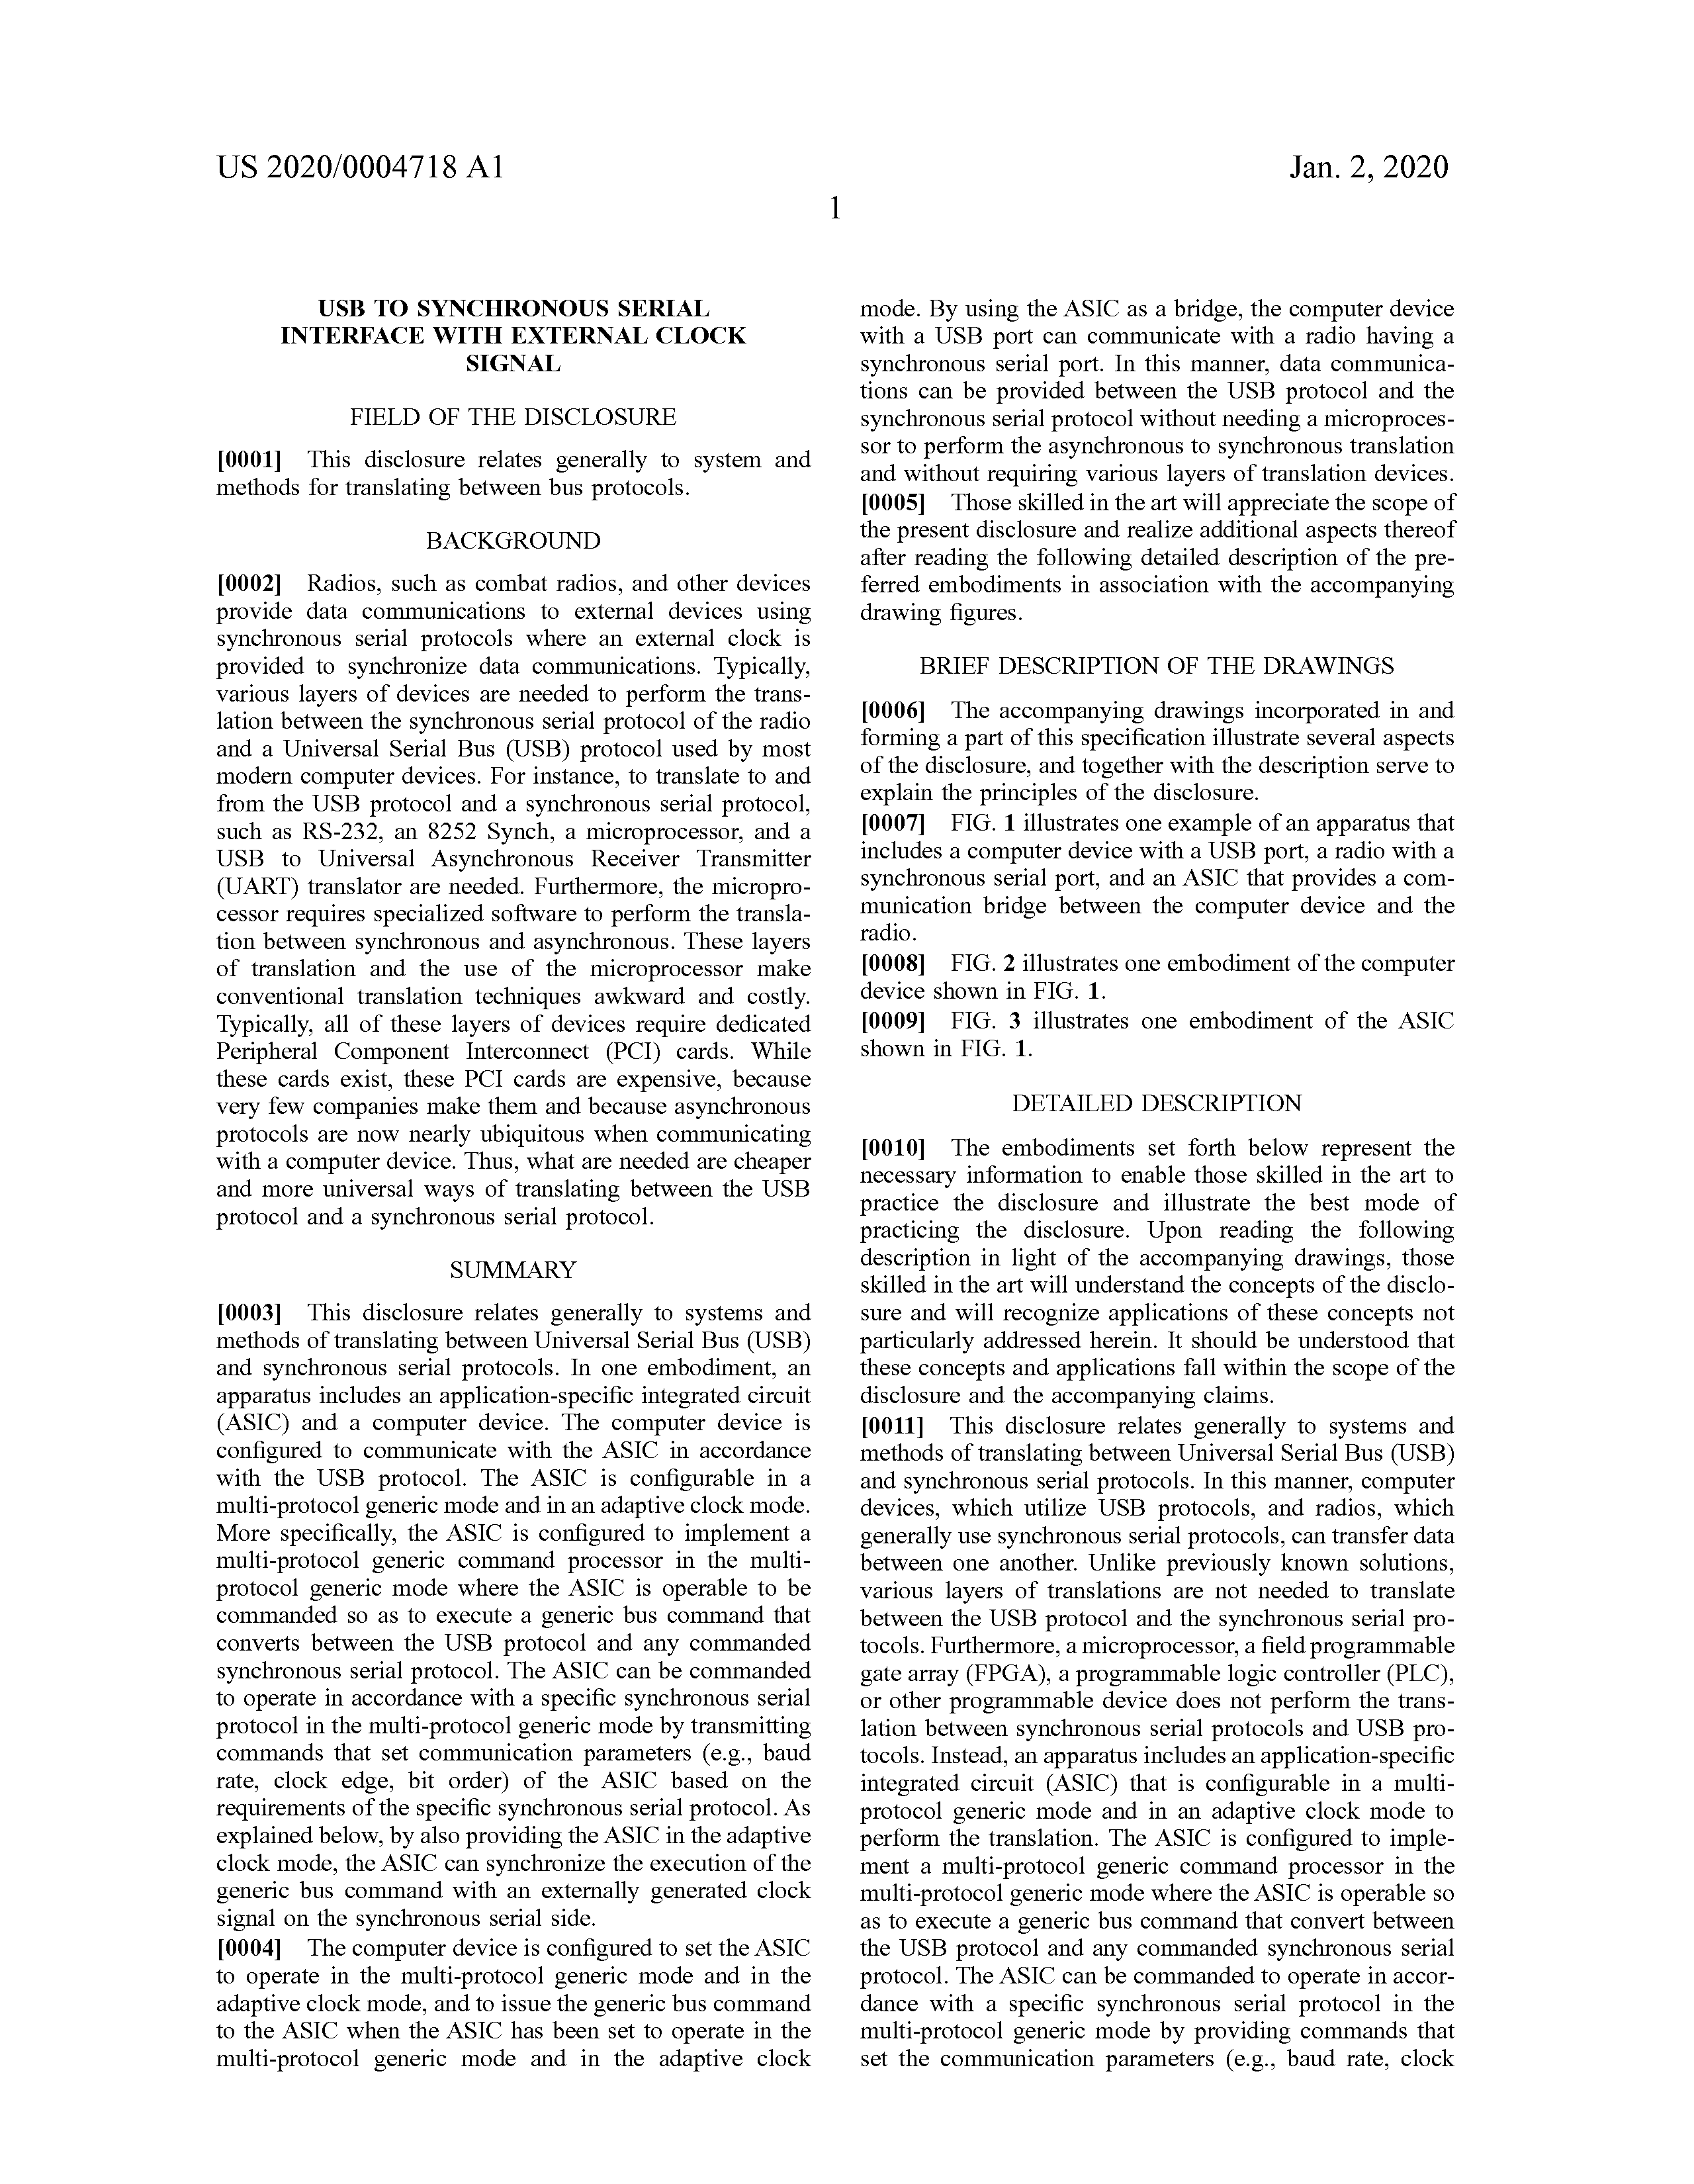 US 2020/0004718 A1
Jan. 2, 2020
1
USB TO SYNCHRONOUS SERIAL
INTERFACE WITH EXTERNAL CLOCK
SIGNAL
FIELD OF THE DISCLOSURE
[0001] This disclosure relates generally to system and
methods for translating between bus protocols.
BACKGROUND
[0002] Radios, such as combat radios, and other devices
provide data communications to external devices using
synchronous serial protocols where an external clock is
provided to synchronize data communications. Typically,
various layers of devices are needed to perform the trans-
lation between the synchronous serial protocol of the radio
and a Universal Serial Bus (USB) protocol used by most
modern computer devices. For instance, to translate to and
from the USB protocol and a synchronous serial protocol,
such as RS-232, an 8252 Synch, a microprocessor, and a
USB to Universal Asynchronous Receiver Transmitter
(UART) translator are needed. Furthermore, the micropro-
cessor requires specialized software to perform the transla-
tion between synchronous and asynchronous. These layers
of translation and the use of the microprocessor make
conventional translation techniques awkward and costly.
Typically, all of these layers of devices require dedicated
Peripheral Component Interconnect (PCI) cards. While
these cards exist, these PCI cards are expensive, because
very few companies make them and because asynchronous
protocols are now nearly ubiquitous when communicating
with a computer device. Thus, what are needed are cheaper
and more universal ways of translating between the USB
protocol and a synchronous serial protocol.
SUMMARY
[0003] This disclosure relates generally to systems and
methods of translating between Universal Serial Bus (USB)
and synchronous serial protocols. In one embodiment, an
apparatus includes an application-specific integrated circuit
(ASIC) and a computer device. The computer device is
configured to communicate with the ASIC in accordance
with the USB protocol. The ASIC is configurable in a
multi-protocol generic mode and in an adaptive clock mode.
More specifically, the ASIC is configured to implement a
multi-protocol generic command processor in the multi-
protocol generic mode where the ASIC is operable to be
commanded so as to execute a generic bus command that
converts between the USB protocol and any commanded
synchronous serial protocol. The ASIC can be commanded
to operate in accordance with a specific synchronous serial
protocol in the multi-protocol generic mode by transmitting
commands that set communication parameters (e.g., baud
rate, clock edge, bit order) of the ASIC based on the
requirements of the specific synchronous serial protocol. As
explained below, by also providing the ASIC in the adaptive
clock mode, the ASIC can synchronize the execution of the
generic bus command with an externally generated clock
signal on the synchronous serial side.
[0004] The computer device is configured to set the ASIC
to operate in the multi-protocol generic mode and in the
adaptive clock mode, and to issue the generic bus command
to the ASIC when the ASIC has been set to operate in the
multi-protocol generic mode and in the adaptive clock
mode. By using the ASIC as a bridge, the computer device
with a USB port can communicate with a radio having a
synchronous serial port. In this manner, data communica-
tions can be provided between the USB protocol and the
synchronous serial protocol without needing a microproces-
sor to perform the asynchronous to synchronous translation
and without requiring various layers of translation devices.
[0005] Those skilled in the art will appreciate the scope of
the present disclosure and realize additional aspects thereof
after reading the following detailed description of the pre-
ferred embodiments in association with the accompanying
drawing figures.
BRIEF DESCRIPTION OF THE DRAWINGS
[0006] The accompanying drawings incorporated in and
forming a part of this specification illustrate several aspects
of the disclosure, and together with the description serve to
explain the principles of the disclosure.
[0007] FIG. 1 illustrates one example of an apparatus that
includes a computer device with a USB port, a radio with a
synchronous serial port, and an ASIC that provides a com-
munication bridge between the computer device and the
radio.
[0008] FIG. 2 illustrates one embodiment of the computer
device shown in FIG. 1.
[0009] FIG. 3 illustrates one embodiment of the ASIC
shown in FIG. 1.
DETAILED DESCRIPTION
[0010] The embodiments set forth below represent the
necessary information to enable those skilled in the art to
practice the disclosure and illustrate the best mode of
practicing the disclosure. Upon reading the following
description in light of the accompanying drawings, those
skilled in the art will understand the concepts of the disclo-
sure and will recognize applications of these concepts not
particularly addressed herein. It should be understood that
these concepts and applications fall within the scope of the
disclosure and the accompanying claims.
[0011] This disclosure relates generally to systems and
methods of translating between Universal Serial Bus (USB)
and synchronous serial protocols. In this manner, computer
devices, which utilize USB protocols, and radios, which
generally use synchronous serial protocols, can transfer data
between one another. Unlike previously known solutions,
various layers of translations are not needed to translate
between the USB protocol and the synchronous serial pro-
tocols. Furthermore, a microprocessor, a field programmable
gate array (FPGA), a programmable logic controller (PLC),
or other programmable device does not perform the trans-
lation between synchronous serial protocols and USB pro-
tocols. Instead, an apparatus includes an application-specific
integrated circuit (ASIC) that is configurable in a multi-
protocol generic mode and in an adaptive clock mode to
perform the translation. The ASIC is configured to imple-
ment a multi-protocol generic command processor in the
multi-protocol generic mode where the ASIC is operable so
as to execute a generic bus command that convert between
the USB protocol and any commanded synchronous serial
protocol. The ASIC can be commanded to operate in accor-
dance with a specific synchronous serial protocol in the
multi-protocol generic mode by providing commands that
set the communication parameters (e.g., baud rate, clock